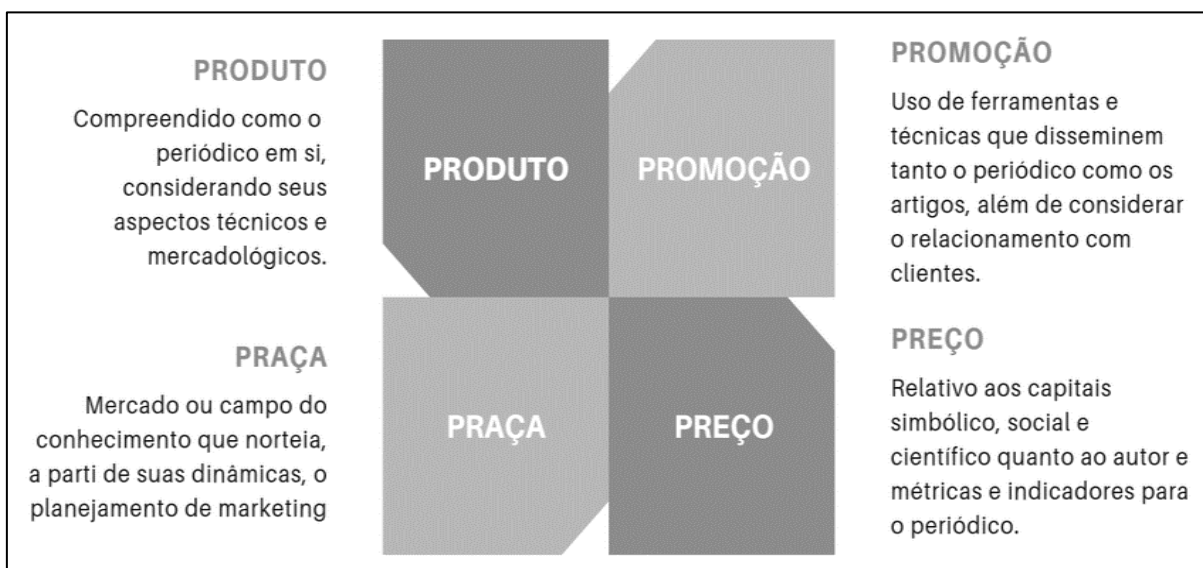 PRODUTO
Compreendido como o
periódico em si,
considerando seus
aspectos técnicos e
mercadológicos.
PRODUTO
PROMOÇÃO
PROMOÇÃO
Uso de ferramentas e
técnicas que disseminem
tanto o periódico como os
artigos, além de considerar
o relacionamento com
clientes.
PRAÇA
Mercado ou campo do
conhecimento que norteia,
a parti de suas dinâmicas, o
planejamento de marketing
PRAÇA
PREÇO
PREÇO
Relativo aos capitais
simbólico, social e
científico quanto ao autor e
métricas e indicadores para
o periódico.